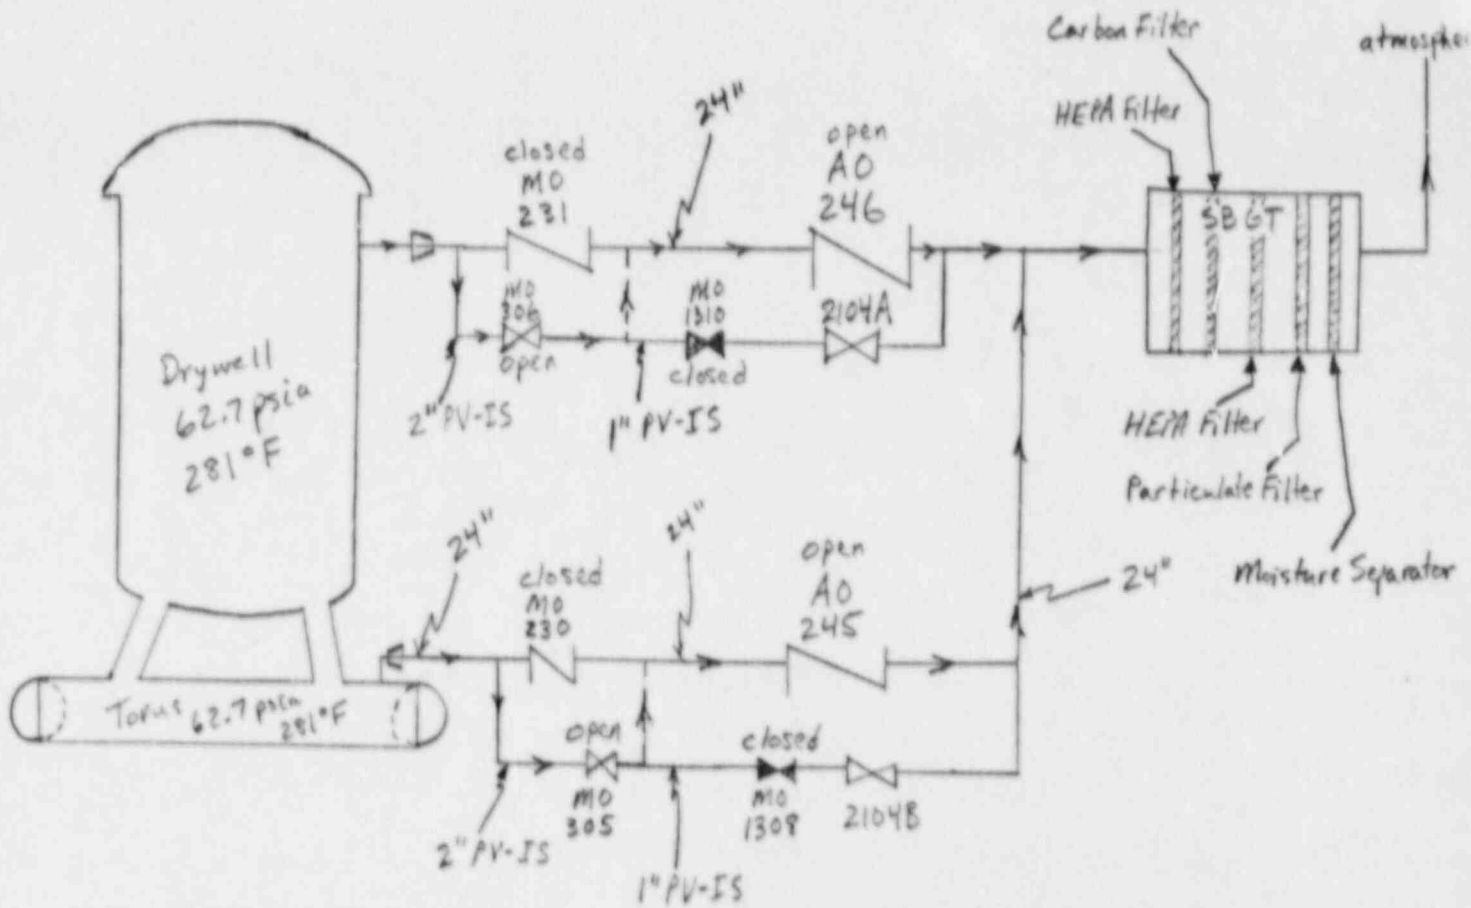 Carbon Filter
atmosphe
HEPA Filter
24"
closed
MO
231
open
AO
246
SBGT
MO
306
open
MO
1310
closed
2104A
2" PV-IS
1" PV-IS
Drywell
62.7 psia
281°F
HEPA Filter
Particulate Filter
Moisture Separator
24"
24"
24"
closed
MO
230
open
AO
245
Torus 62.7 psia
281°F
open
MO
305
closed
MO
1308
2104B
2" PV-IS
1" PV-IS